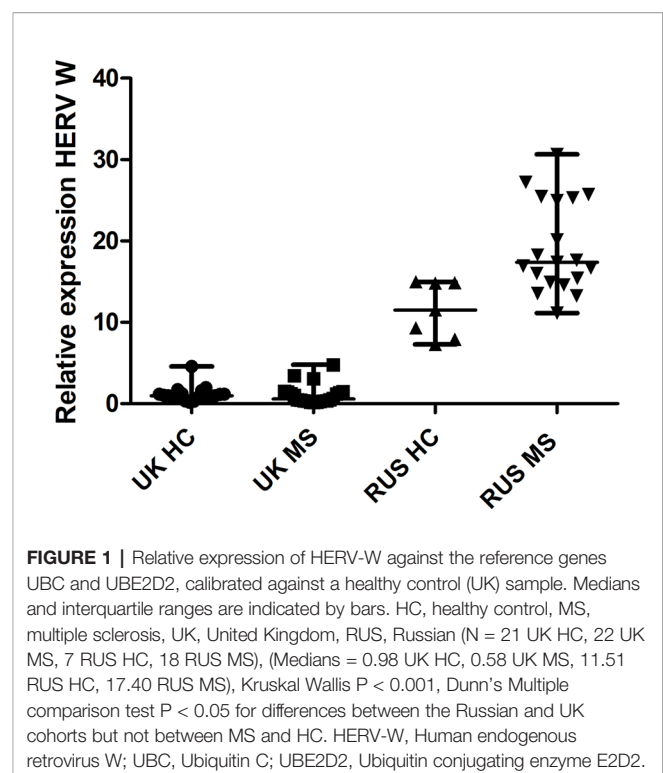 Relative expression HERV W
40
30
20
10
0
UK HC
UK MS
RUS HC
RUS MS
FIGURE 1 | Relative expression of HERV-W against the reference genes
UBC and UBE2D2, calibrated against a healthy control (UK) sample. Medians
and interquartile ranges are indicated by bars. HC, healthy control, MS,
multiple sclerosis, UK, United Kingdom, RUS, Russian (N = 21 UK HC, 22 UK
MS, 7 RUS HC, 18 RUS MS), (Medians = 0.98 UK HC, 0.58 UK MS, 11.51
RUS HC, 17.40 RUS MS), Kruskal Wallis P < 0.001, Dunn’s Multiple
comparison test P < 0.05 for differences between the Russian and UK
cohorts but not between MS and HC. HERV-W, Human endogenous
retrovirus W; UBC, Ubiquitin C; UBE2D2, Ubiquitin conjugating enzyme E2D2.